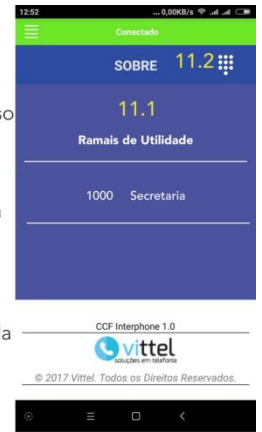 12:52 ... 0,00KB/s
Conectado
SOBRE 11.2
11.1
Ramais de Utilidade
1000 Secretaria
CCF Interphone 1.0
vittel
soluções em telefonia
© 2017 Vittel. Todos os Direitos Reservados.